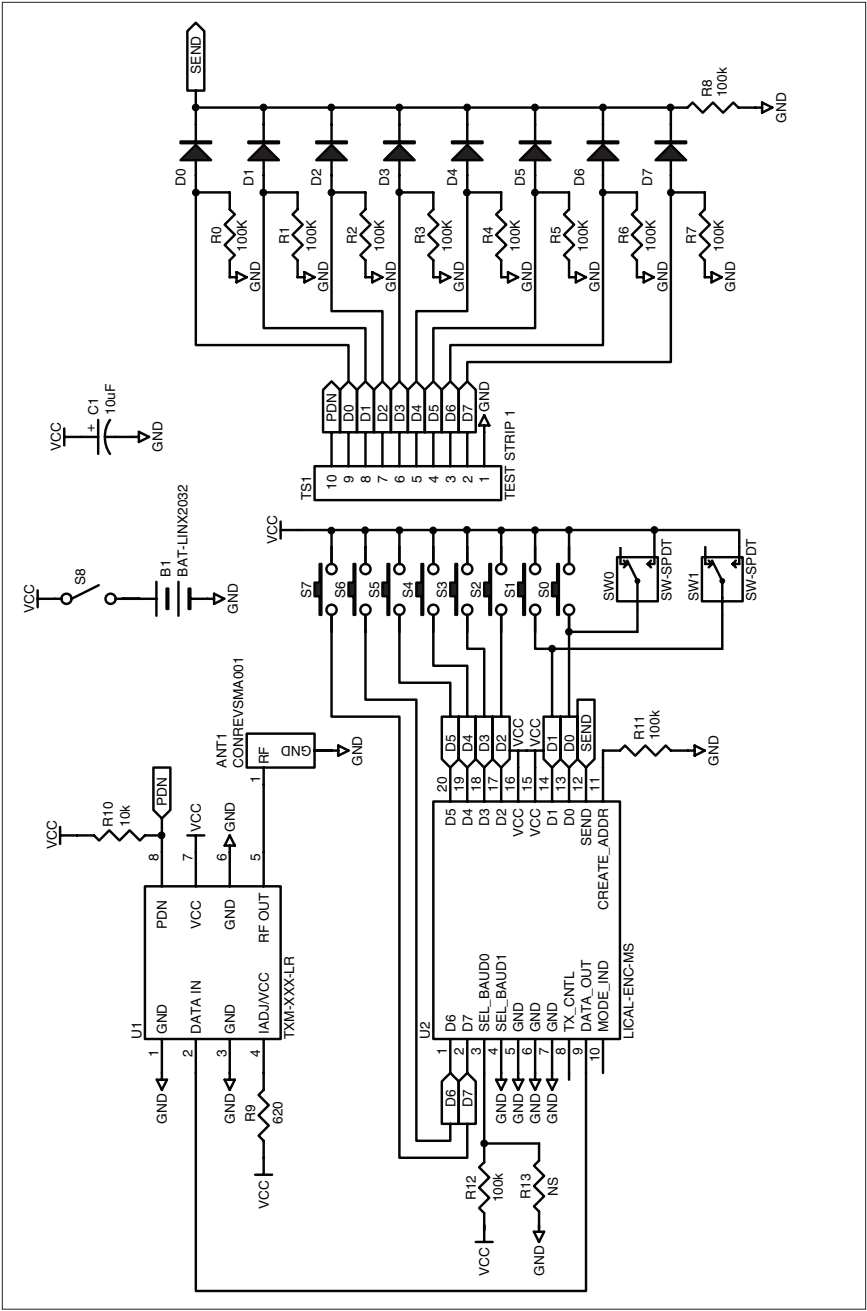 SEND
D0
D1
D2
D3
D4
D5
D6
D7
R8
100k
GND
R0
100K
GND
R1
100K
GND
R2
100K
GND
R3
100K
GND
R4
100K
GND
R5
100K
GND
R6
100K
GND
R7
100K
GND
VCC
+
C1
10uF
GND
VCC
S8
B1
BAT-LINX2032
GND
TS1
10
9
8
7
6
5
4
3
2
1
PDN
D0
D1
D2
D3
D4
D5
D6
D7
GND
TEST STRIP 1
VCC
S7
S6
S5
S4
S3
S2
S1
S0
SW0
SW-SPDT
SW1
SW-SPDT
ANT1
CONREVSMA001
RF
GND
1
GND
VCC
R10
10k
PDN
8
7
VCC
6
GND
5
U1
GND
DATA IN
GND
IADJ/VCC
PDN
VCC
GND
RF OUT
TXM-XXX-LR
1
GND
2
3
GND
4
R9
620
VCC
D5
D4
D3
D2
VCC
VCC
D1
D0
SEND
20
19
18
17
16
15
14
13
12
11
R11
100k
GND
U2
D5
D4
D3
D2
VCC
VCC
D1
D0
SEND
CREATE_ADDR
D6
D7
SEL_BAUD0
SEL_BAUD1
GND
GND
GND
TX_CNTL
DATA_OUT
MODE_IND
LICAL-ENC-MS
1
2
3
4
5
6
7
8
9
10
D6
D7
GND
GND
GND
GND
R12
100k
VCC
R13
NS
GND